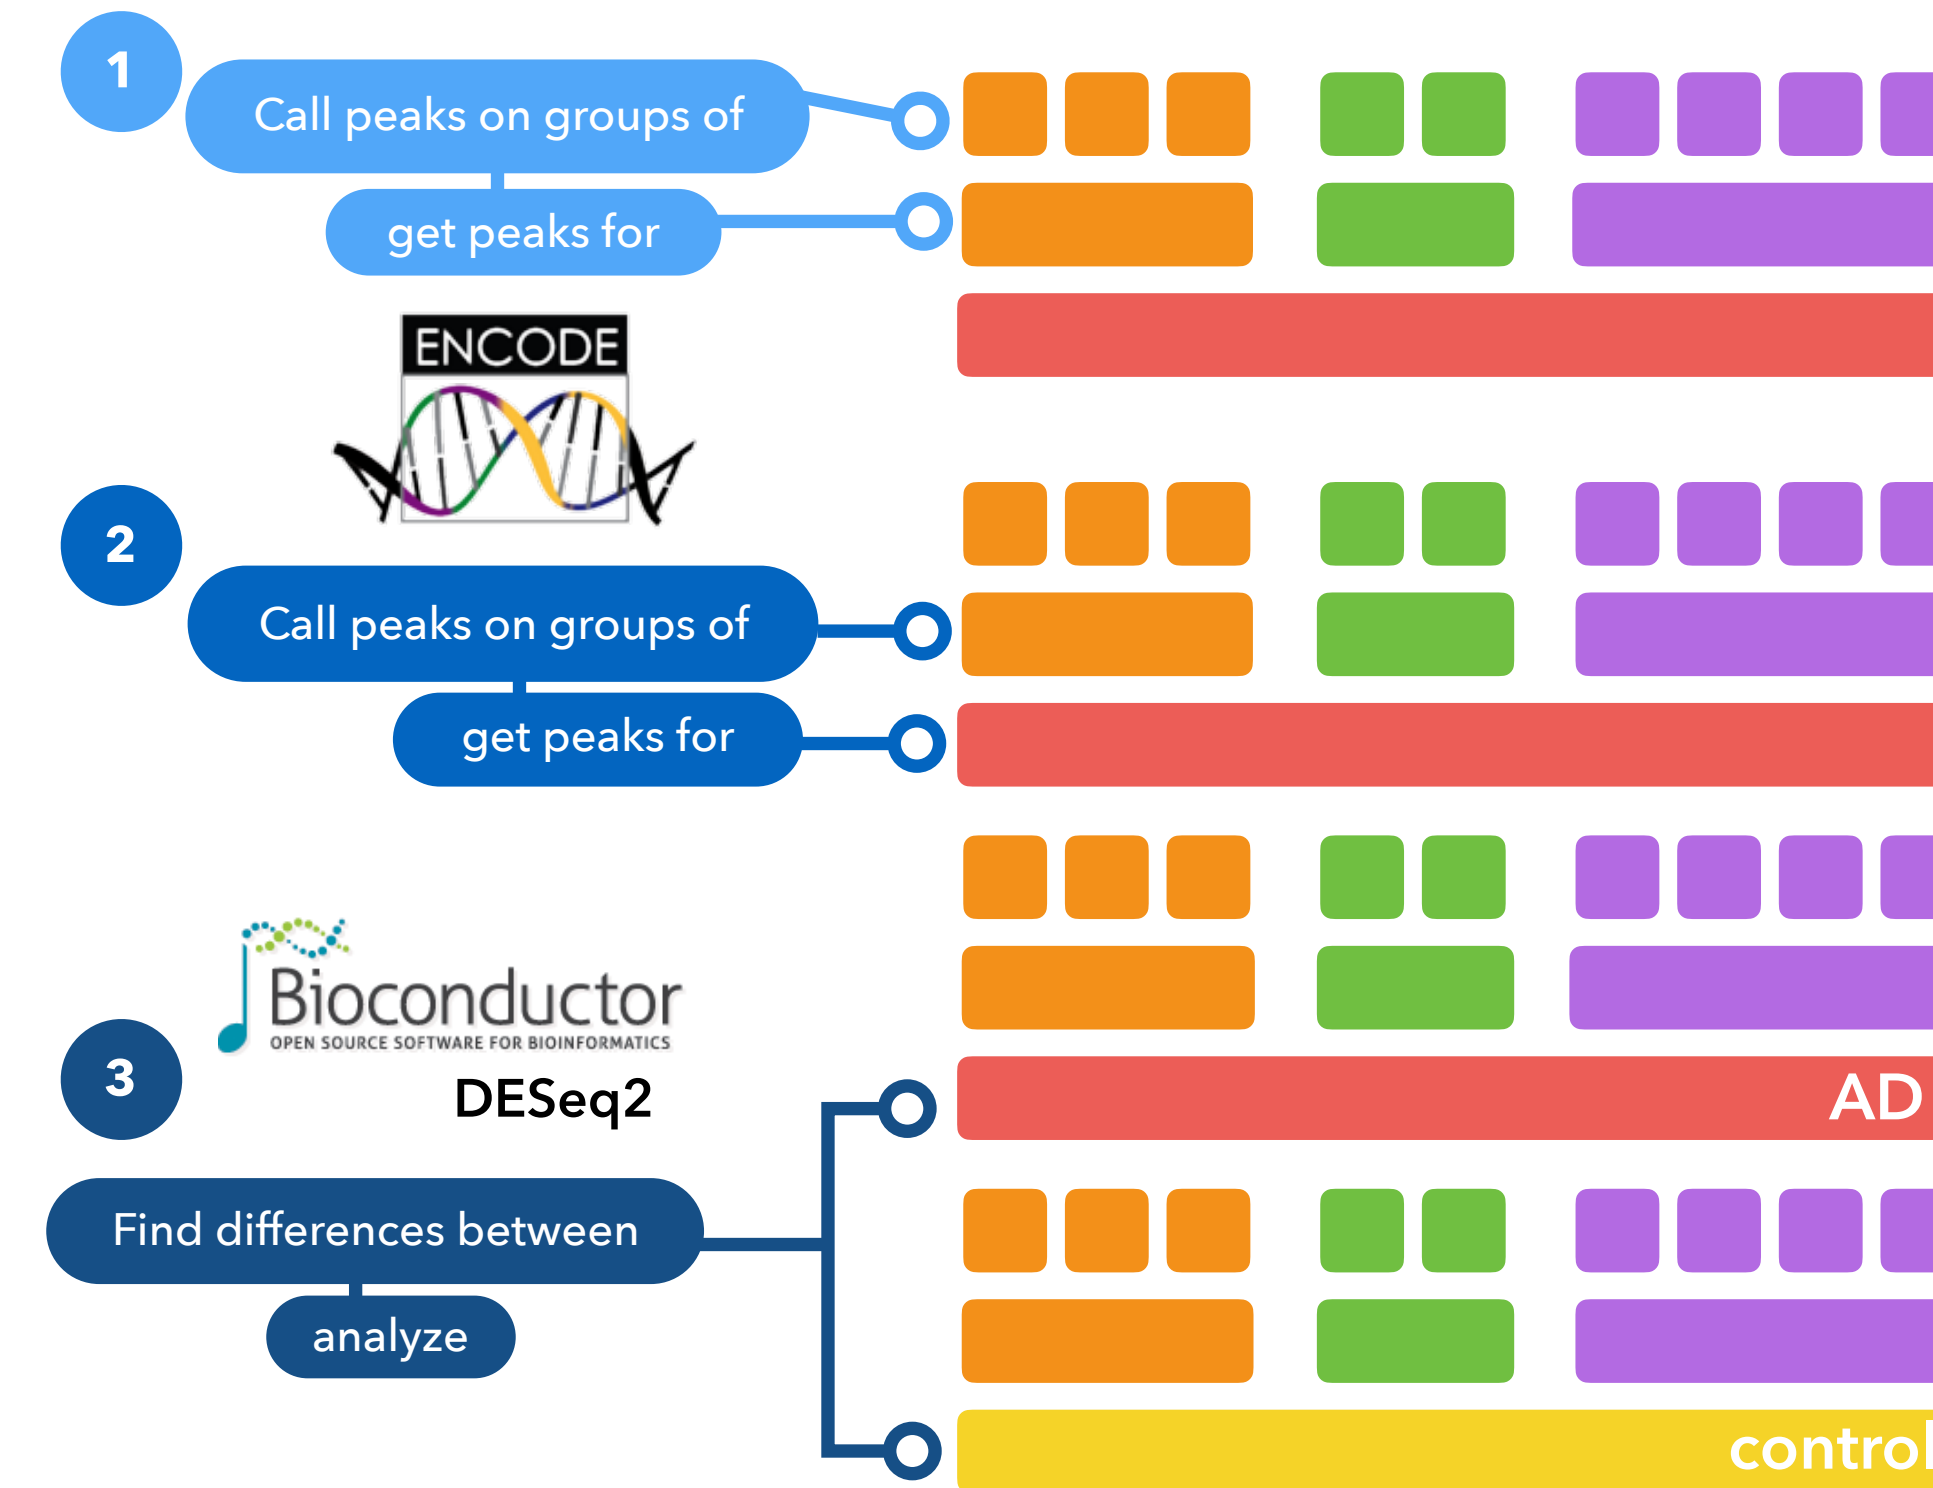 1
Call peaks on groups of
get peaks for
ENCODE
2
Call peaks on groups of
get peaks for
Bioconductor
OPEN SOURCE SOFTWARE FOR BIOINFORMATICS
3
DESeq2
AD
Find differences between
analyze
control